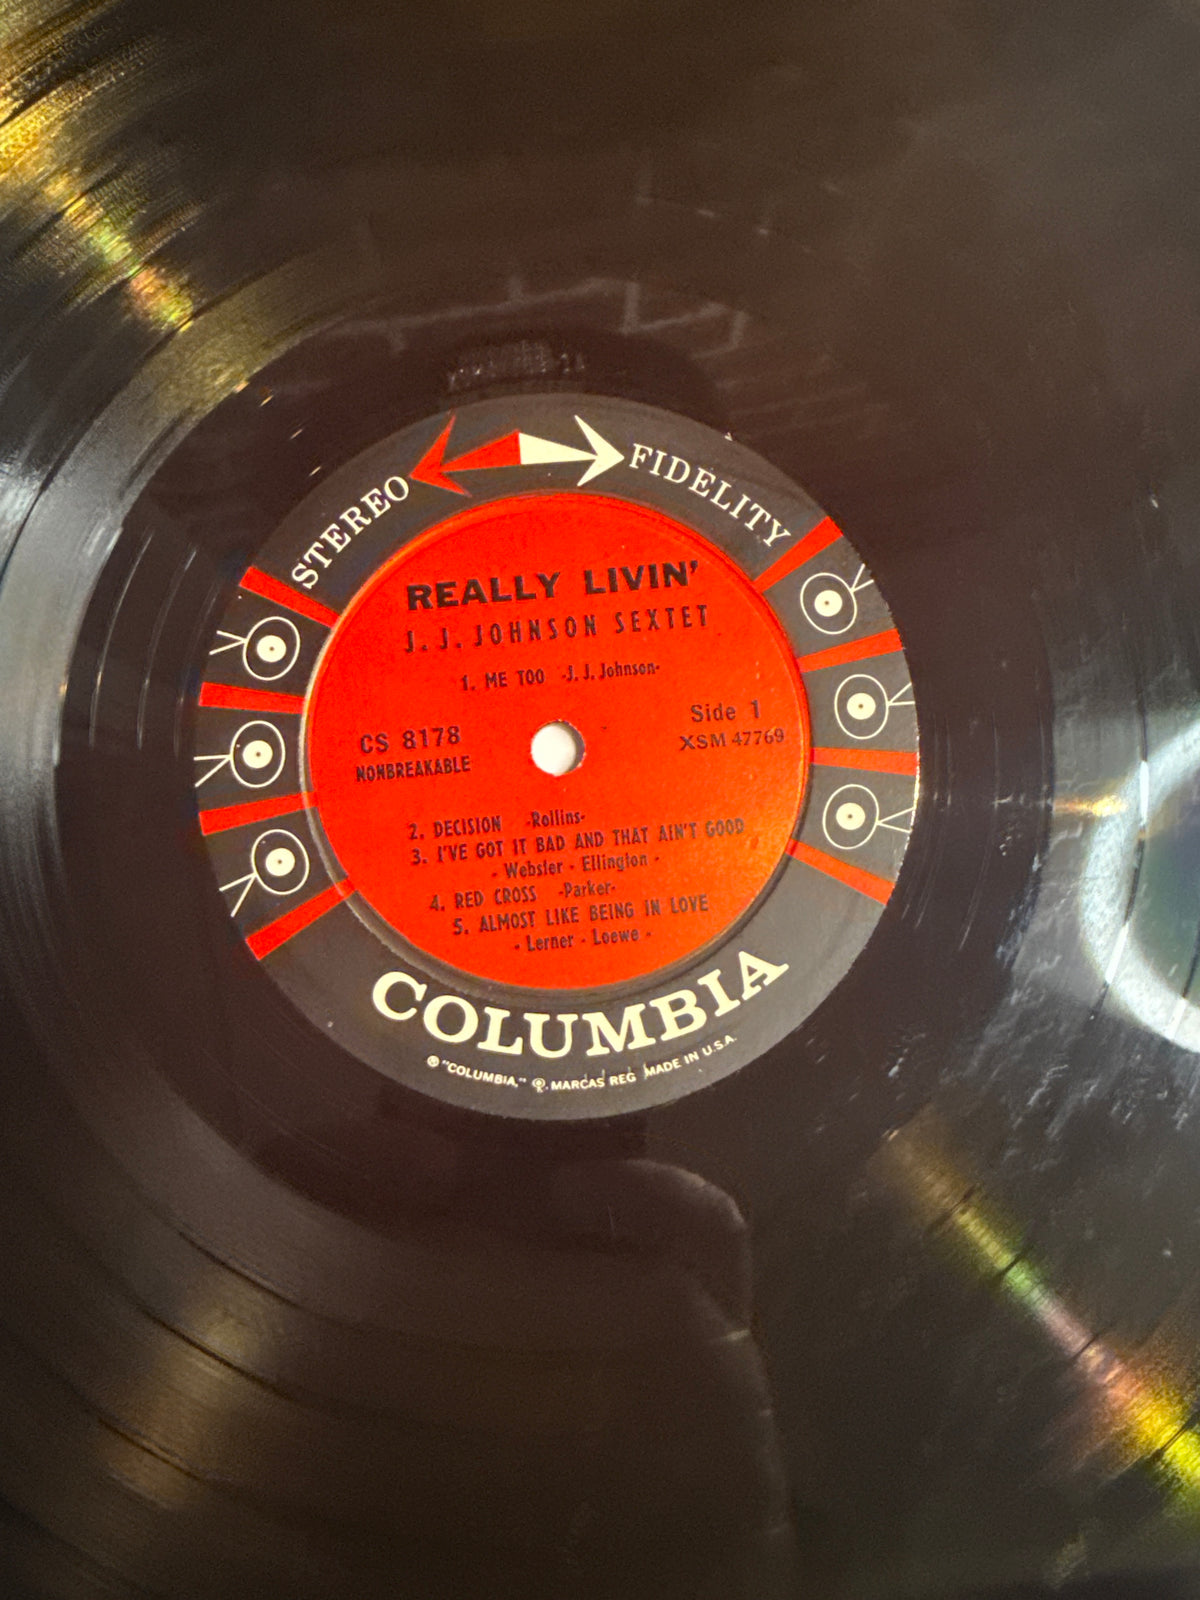 STEREO FIDELITY
REALLY LIVIN'
J. J. JOHNSON SEXTET
1. ME TOO -J. J. Johnson-
CS 8178
NONBREAKABLE
Side 1
XSM 47769
2. DECISION -Rollins-
3. I'VE GOT IT BAD AND THAT AIN'T GOOD
- Webster - Ellington -
4. RED CROSS -Parker-
5. ALMOST LIKE BEING IN LOVE
- Lerner - Loewe -
COLUMBIA
® "COLUMBIA," MARCAS REG MADE IN U.S.A.